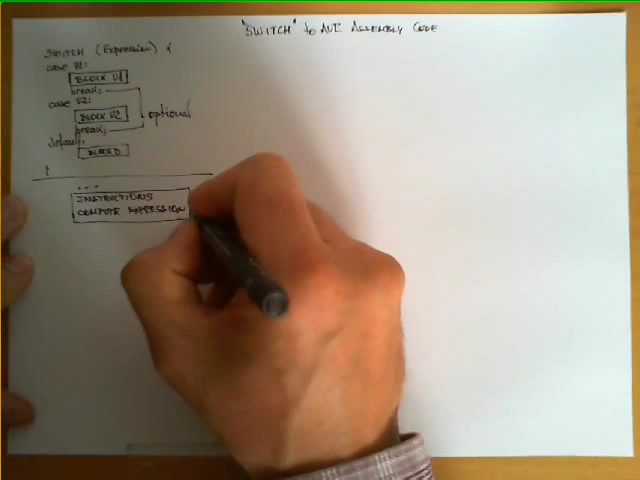 "SWITCH" to AVR ASSEMBLY CODE
SWITCH (Expression) {
case V1:
BLOCK V1
break;
case V2:
BLOCK V2
break;
optional
default:
BLOCK D
}
...
INSTRUCTIONS
COMPUTE EXPRESSION